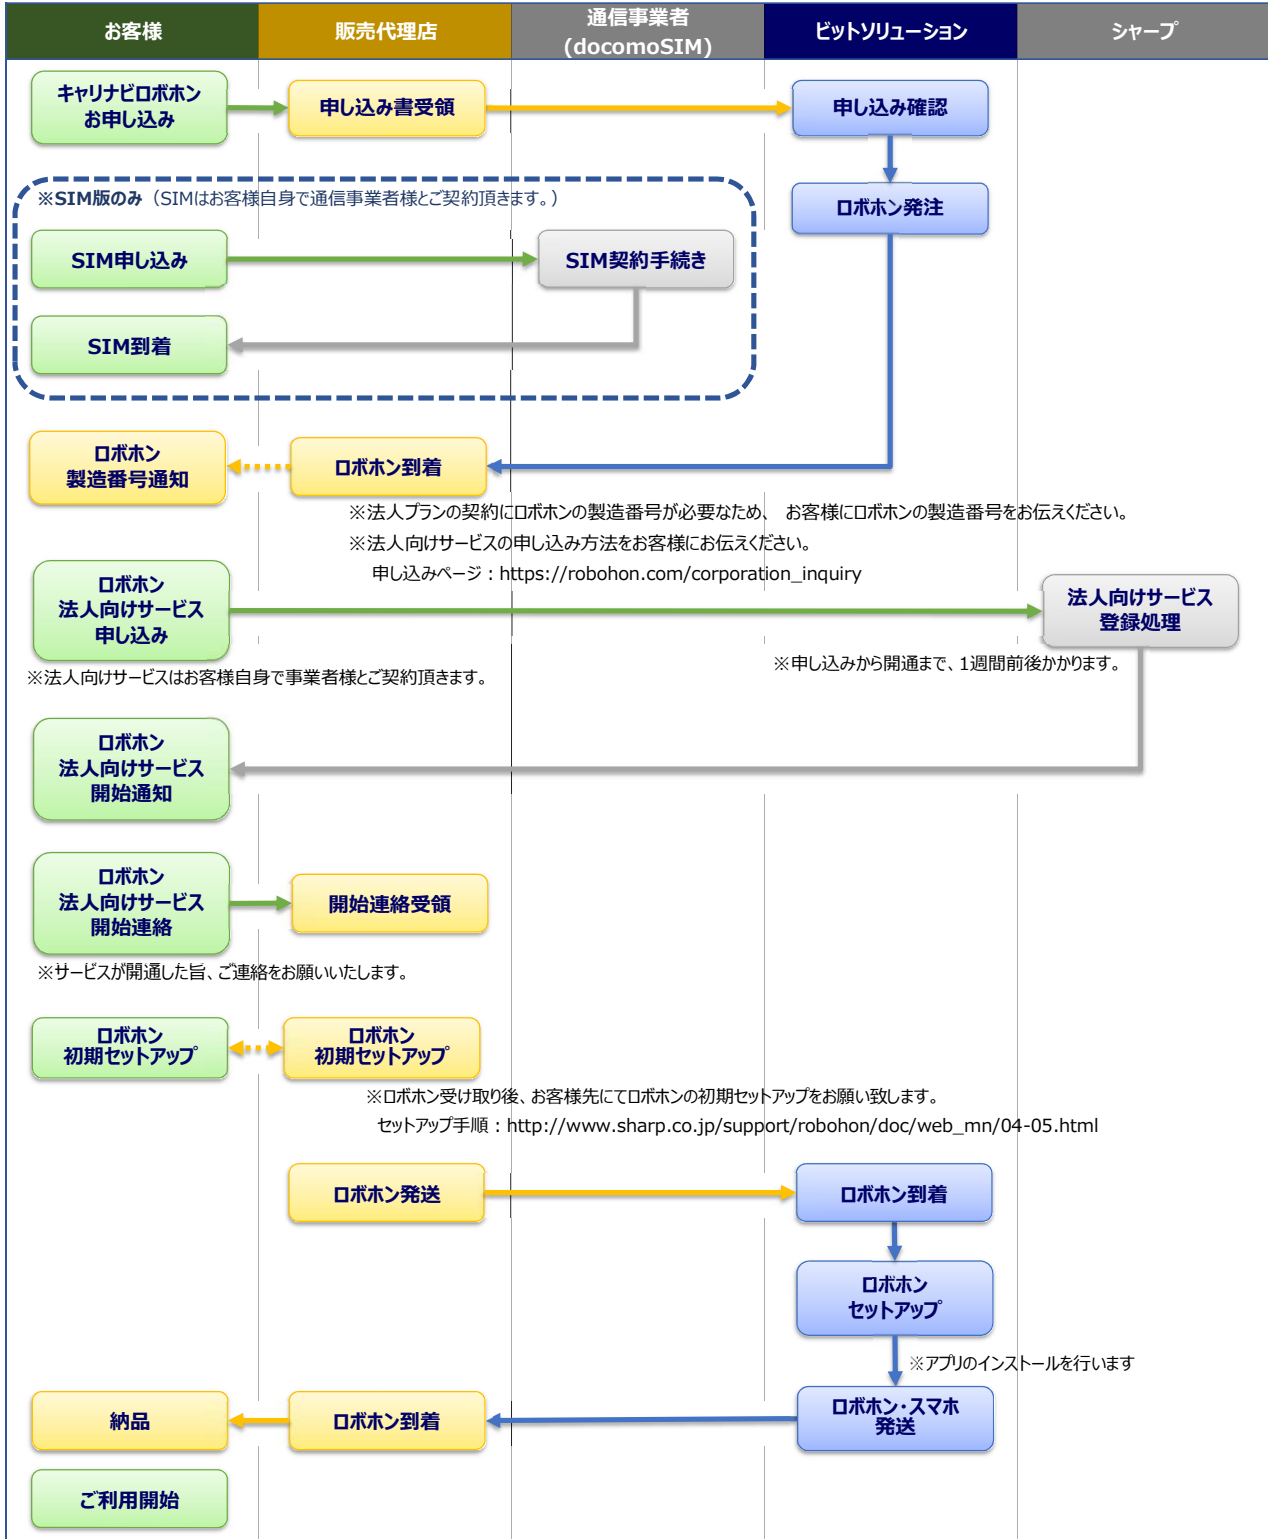 お客様
販売代理店
通信事業者
(docomoSIM)
ビットソリューション
シャープ
キャリナビロボホン
お申し込み
申し込み書受領
申し込み確認
※SIM版のみ（SIMはお客様自身で通信事業者様とご契約頂きます。）
ロボホン発注
SIM申し込み
SIM契約手続き
SIM到着
ロボホン
製造番号通知
ロボホン到着
※法人プランの契約にロボホンの製造番号が必要なため、 お客様にロボホンの製造番号をお伝えください。
※法人向けサービスの申し込み方法をお客様にお伝えください。
申し込みページ：https://robohon.com/corporation_inquiry
ロボホン
法人向けサービス
申し込み
法人向けサービス
登録処理
※法人向けサービスはお客様自身で事業者様とご契約頂きます。
※申し込みから開通まで、1週間前後かかります。
ロボホン
法人向けサービス
開始通知
ロボホン
法人向けサービス
開始連絡
開始連絡受領
※サービスが開通した旨、ご連絡をお願いいたします。
ロボホン
初期セットアップ
ロボホン
初期セットアップ
※ロボホン受け取り後、お客様先にてロボホンの初期セットアップをお願い致します。
セットアップ手順：http://www.sharp.co.jp/support/robohon/doc/web_mn/04-05.html
ロボホン発送
ロボホン到着
ロボホン
セットアップ
※アプリのインストールを行います
納品
ロボホン到着
ロボホン・スマホ
発送
ご利用開始